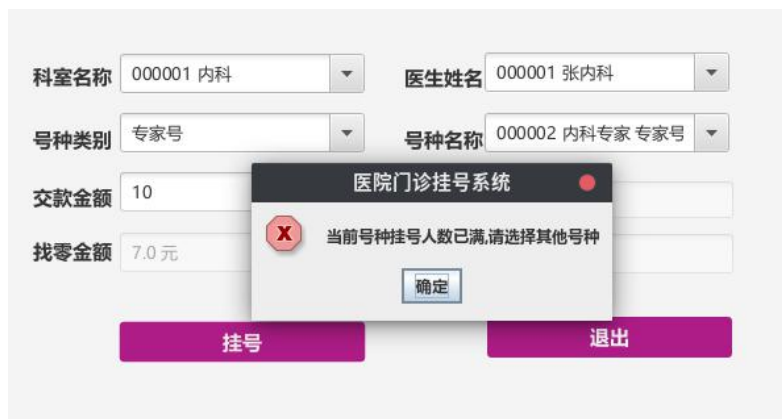 科室名称 000001 内科 医生姓名 000001 张内科
号种类别 专家号 号种名称 000002 内科专家 专家号
医院门诊挂号系统
交款金额 10
X 当前号种挂号人数已满,请选择其他号种
找零金额 7.0 元
确定
挂号 退出